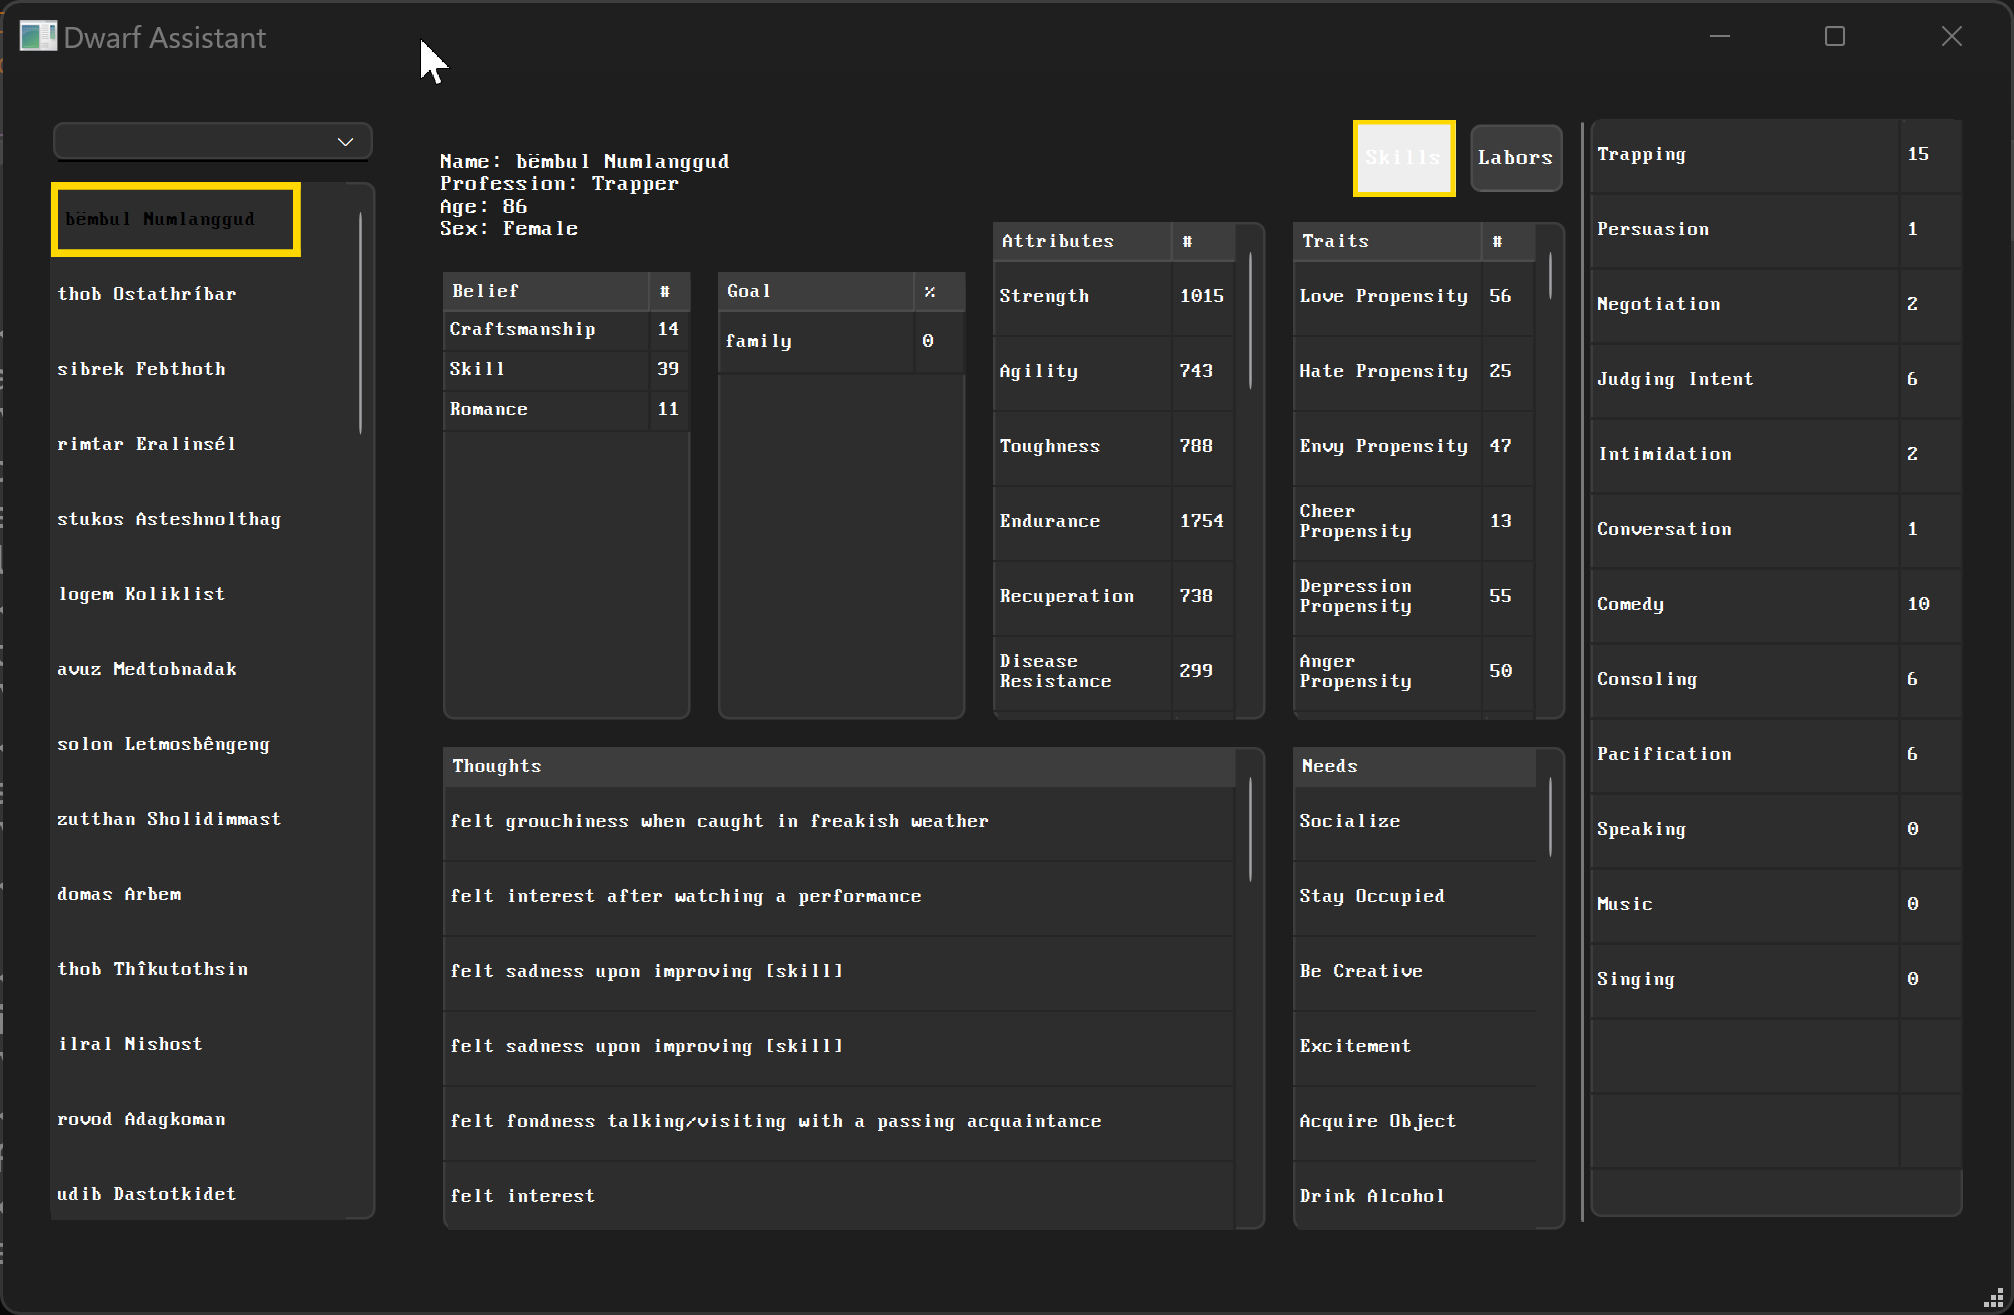 Dwarf Assistant
bëmbul Numlanggud
thob Ostathríbar
sibrek Febthoth
rimtar Eralinsél
stukos Asteshnolthag
logem Koliklist
avuz Medtobnadak
solon Letmosbêngeng
zutthan Sholidimmast
domas Arbem
thob Thîkutothsin
ilral Nishost
rovod Adagkoman
udib Dastotkidet
Name: bëmbul Numlanggud
Profession: Trapper
Age: 86
Sex: Female
Skills
Labors
Belief #
Craftsmanship 14
Skill 39
Romance 11
Goal %
family 0
Attributes #
Strength 1015
Agility 743
Toughness 788
Endurance 1754
Recuperation 738
Disease
Resistance 299
Traits #
Love Propensity 56
Hate Propensity 25
Envy Propensity 47
Cheer
Propensity 13
Depression
Propensity 55
Anger
Propensity 50
Thoughts
felt grouchiness when caught in freakish weather
felt interest after watching a performance
felt sadness upon improving [skill]
felt sadness upon improving [skill]
felt fondness talking/visiting with a passing acquaintance
felt interest
Needs
Socialize
Stay Occupied
Be Creative
Excitement
Acquire Object
Drink Alcohol
Trapping 15
Persuasion 1
Negotiation 2
Judging Intent 6
Intimidation 2
Conversation 1
Comedy 10
Consoling 6
Pacification 6
Speaking 0
Music 0
Singing 0